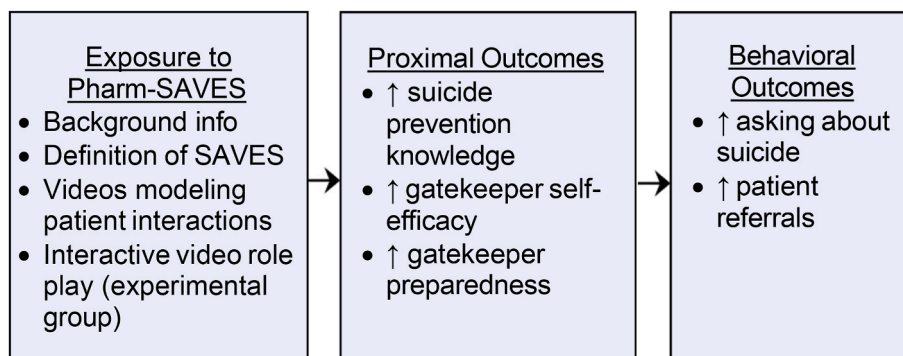 Exposure to
Pharm-SAVES
• Background info
• Definition of SAVES
• Videos modeling
patient interactions
• Interactive video role
play (experimental
group)
Proximal Outcomes
• ↑ suicide
prevention
knowledge
• ↑ gatekeeper self-
efficacy
• ↑ gatekeeper
preparedness
Behavioral
Outcomes
• ↑ asking about
suicide
• ↑ patient
referrals